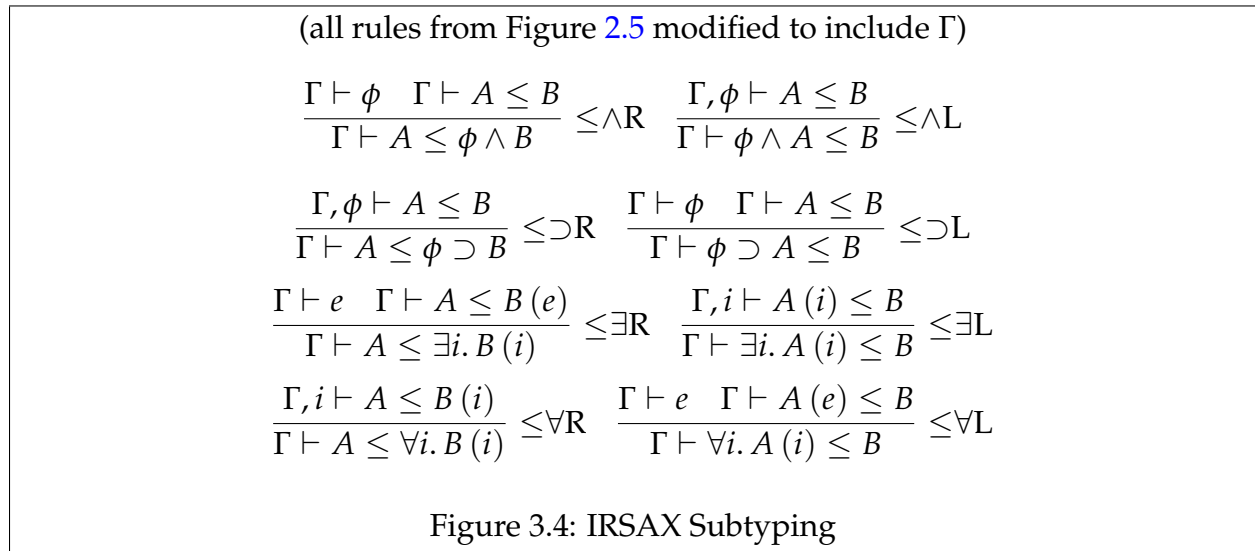 (all rules from Figure 2.5 modified to include Γ)
Γ ⊢ ϕ   Γ ⊢ A ≤ B   Γ, ϕ ⊢ A ≤ B
≤∧R   ≤∧L
Γ ⊢ A ≤ ϕ ∧ B   Γ ⊢ ϕ ∧ A ≤ B
Γ, ϕ ⊢ A ≤ B   Γ ⊢ ϕ   Γ ⊢ A ≤ B
≤⊃R   ≤⊃L
Γ ⊢ A ≤ ϕ ⊃ B   Γ ⊢ ϕ ⊃ A ≤ B
Γ ⊢ e   Γ ⊢ A ≤ B (e)   Γ, i ⊢ A (i) ≤ B
≤∃R   ≤∃L
Γ ⊢ A ≤ ∃i. B (i)   Γ ⊢ ∃i. A (i) ≤ B
Γ, i ⊢ A ≤ B (i)   Γ ⊢ e   Γ ⊢ A (e) ≤ B
≤∀R   ≤∀L
Γ ⊢ A ≤ ∀i. B (i)   Γ ⊢ ∀i. A (i) ≤ B
Figure 3.4: IRSAX Subtyping